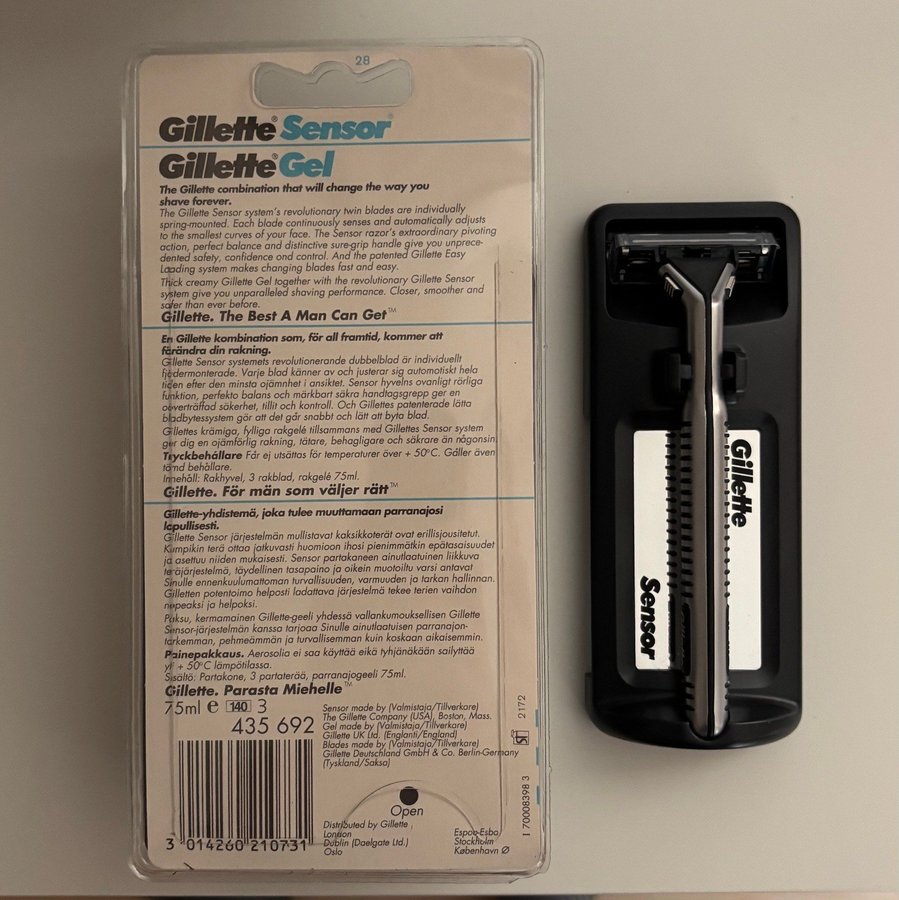 28
Gillette® Sensor®
Gillette® Gel
The Gillette combination that will change the way you
shave forever.
The Gillette Sensor system's revolutionary twin blades are individually
spring-mounted. Each blade continuously senses and automatically adjusts
to the smallest curves of your face. The Sensor razor's extraordinary pivoting
action, perfect balance and distinctive sure-grip handle give you unprece-
dented safety, confidence and control. And the patented Gillette Easy
Loading system makes changing blades fast and easy.
Thick creamy Gillette Gel together with the revolutionary Gillette Sensor
system give you unparalleled shaving performance. Closer, smoother and
safer than ever before.
Gillette. The Best A Man Can Get™
En Gillette kombination som, för all framtid, kommer att
förändra din rakning.
Gillette Sensor systemets revolutionerande dubbelblad är individuellt
fjädermonterade. Varje blad känner av och justerar sig automatiskt hela
tiden efter den minsta ojämnhet i ansiktet. Sensor hyvelns ovanligt rörliga
funktion, perfekta balans och märkbart säkra handtagsgrepp ger en
oöverträffad säkerhet, tillit och kontroll. Och Gillettes patenterade lätta
bladbytessystem gör att det går snabbt och lätt att byta blad.
Gillettes krämiga, fylliga rakgelé tillsammans med Gillettes Sensor system
ger dig en ojämförlig rakning, tätare, behagligare och säkrare än någonsin.
Tryckbehållare Får ej utsättas för temperatures över + 50°C. Gäller även
tömd behållare.
Innehåll: Rakhyvel, 3 rakblad, rakgelé 75ml.
Gillette. För män som väljer rätt™
Gillette-yhdistemä, joka tulee muuttamaan parranajosi
lopullisesti.
Gillette Sensor järjestelmän mullistavat kaksikkoterät ovat erillisjousitetut.
Kumpikin terä ottaa jatkuvasti huomioon ihosi pienimmätkin epätasaisuudet
ja asettuu niiden mukaisesti. Sensor partakaneen ainutlaatuinen liikkuva
teräjärjestelmä, täydellinen tasapaino ja oikein muotoiltu varsi antavat
Sinulle ennenkuulumattoman turvallisuuden, varmuuden ja tarkan hallinnan.
Gilletten patentoimo helposti ladattava järjestelmä tekee terien vaihdon
nopeaksi ja helpoksi.
Paksu, kermamainen Gillette-geeli yhdessä vallankumouksellisen Gillette
Sensor-järjestelmän kanssa tarjoaa Sinulle ainutlaatuisen parranajon-
tarkemman, pehmeämmän ja turvallisemman kuin koskaan aikaisemmin.
Painepakkaus. Aerosolia ei saa käyttää eikä tyhjänäkään sailyttää
yli + 50°C lämpötilassa.
Sisältö: Partakone, 3 partaterää, parranajogeeli 75ml.
Gillette. Parasta Miehelle™
75ml e 140 3
435 692
Sensor made by (Valmistaja/Tillverkare)
The Gillette Company (USA), Boston, Mass.
Gel made by (Valmistaja/Tillverkare)
Gillette UK Ltd. (Englanti/England)
Blades made by (Valmistaja/Tillverkare)
Gillette Deutschland GmbH & Co. Berlin-Germany
(Tyskland/Saksa)
2172
I 70008398 3
Open
3 014260 210731
Distributed by Gillette
London
Dublin (Daelgate Ltd.)
Oslo
Espoo-Esbo
Stockholm
København Ø
Gillette
Sensor